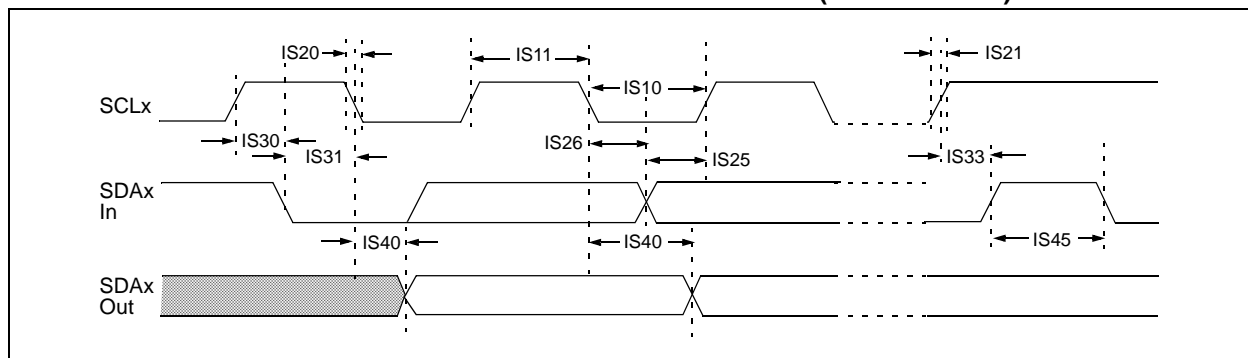 IS20
IS11
IS21
IS10
SCLx
IS30
IS26
IS31
IS25
IS33
SDAx
In
IS40
IS40
IS45
SDAx
Out